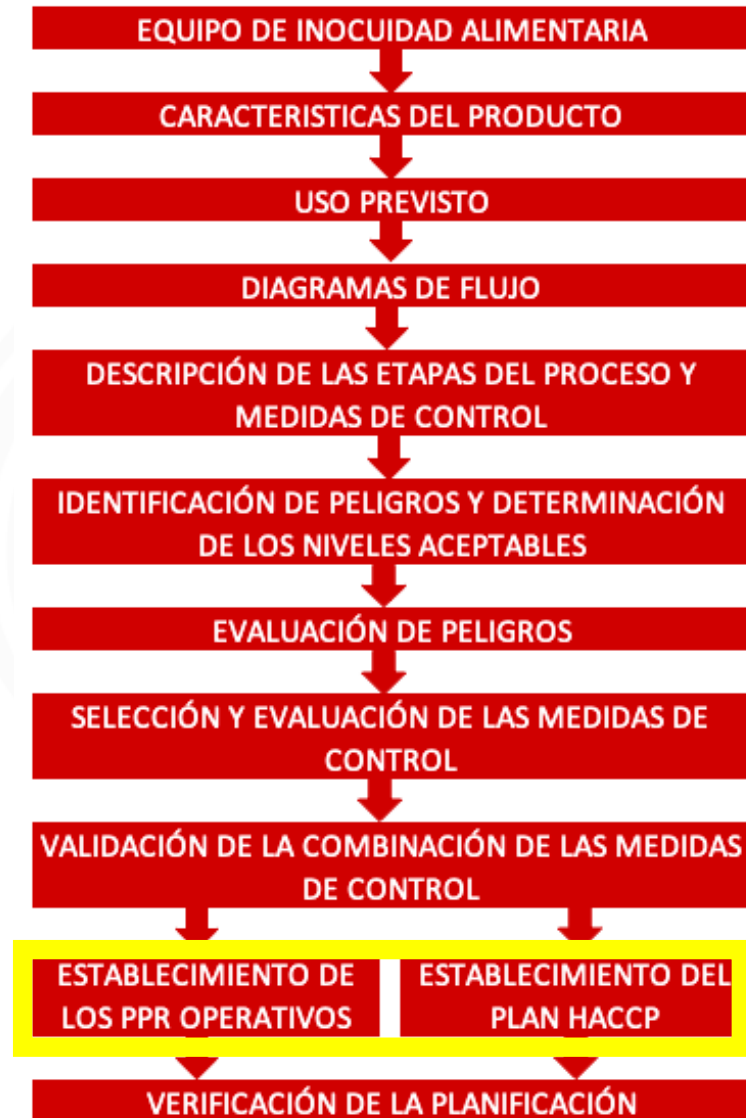 EQUIPO DE INOCUIDAD ALIMENTARIA
CARACTERISTICAS DEL PRODUCTO
USO PREVISTO
DIAGRAMAS DE FLUJO
DESCRIPCIÓN DE LAS ETAPAS DEL PROCESO Y
MEDIDAS DE CONTROL
IDENTIFICACIÓN DE PELIGROS Y DETERMINACIÓN
DE LOS NIVELES ACEPTABLES
EVALUACIÓN DE PELIGROS
SELECCIÓN Y EVALUACIÓN DE LAS MEDIDAS DE
CONTROL
VALIDACIÓN DE LA COMBINACIÓN DE LAS MEDIDAS
DE CONTROL
ESTABLECIMIENTO DE
LOS PPR OPERATIVOS
ESTABLECIMIENTO DEL
PLAN HACCP
VERIFICACIÓN DE LA PLANIFICACIÓN